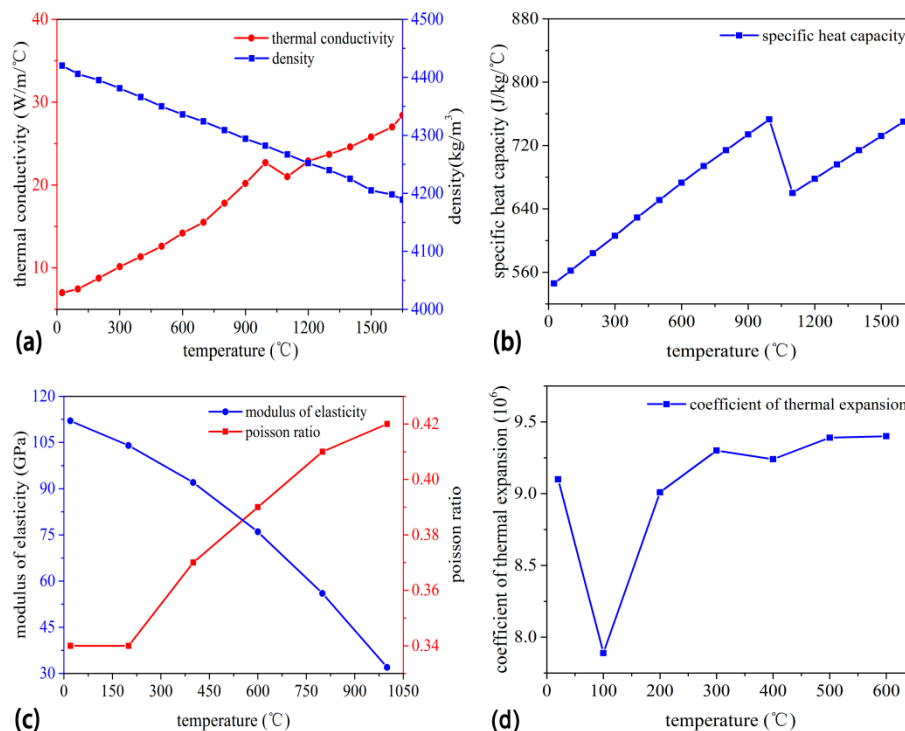 thermal conductivity (W/m/℃)
40
30
20
10
thermal conductivity
density
4500
4400
4300
4200
4100
4000
density(kg/m³)
0 300 600 900 1200 1500
temperature (℃)
(a)
specific heat capacity (J/kg/℃)
880
800
720
640
560
specific heat capacity
0 300 600 900 1200 1500
temperature (℃)
(b)
modulus of elasticity (GPa)
120
105
90
75
60
45
30
modulus of elasticity
poisson ratio
0.42
0.40
0.38
0.36
0.34
poisson ratio
0 150 300 450 600 750 900 1050
temperature (℃)
(c)
coefficient of thermal expansion (10⁶)
9.5
9.0
8.5
8.0
coefficient of thermal expansion
0 100 200 300 400 500 600
temperature (℃)
(d)